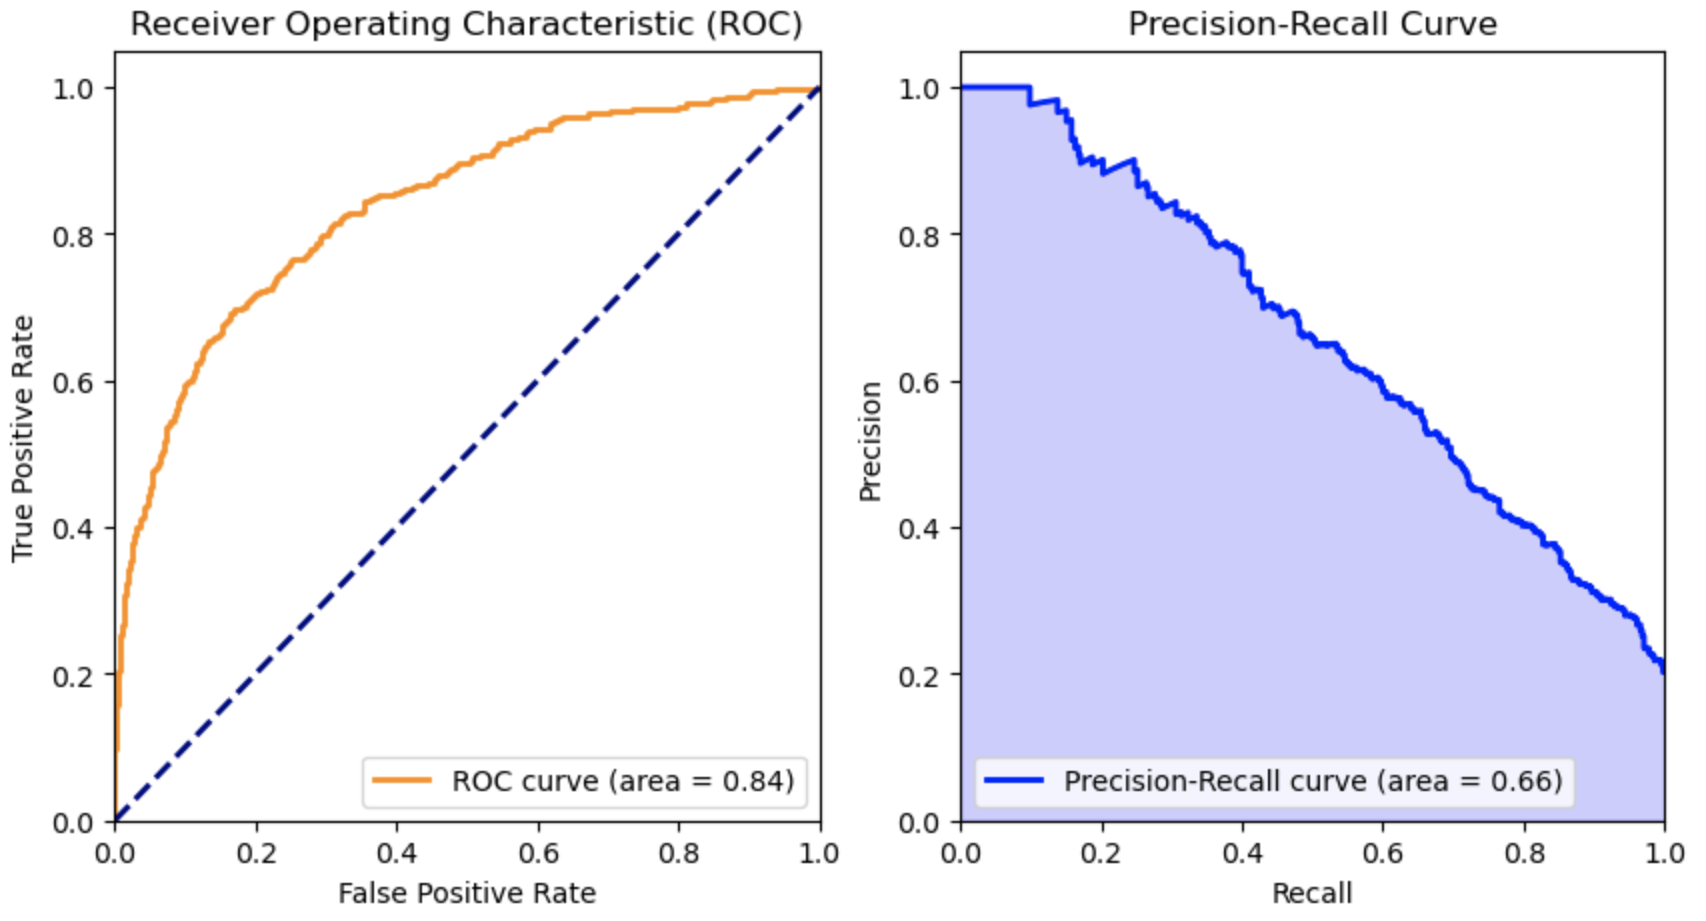 Receiver Operating Characteristic (ROC)
True Positive Rate
1.0
0.8
0.6
0.4
0.2
0.0
ROC curve (area = 0.84)
0.0 0.2 0.4 0.6 0.8 1.0
False Positive Rate
Precision-Recall Curve
Precision
1.0
0.8
0.6
0.4
0.2
0.0
Precision-Recall curve (area = 0.66)
0.0 0.2 0.4 0.6 0.8 1.0
Recall